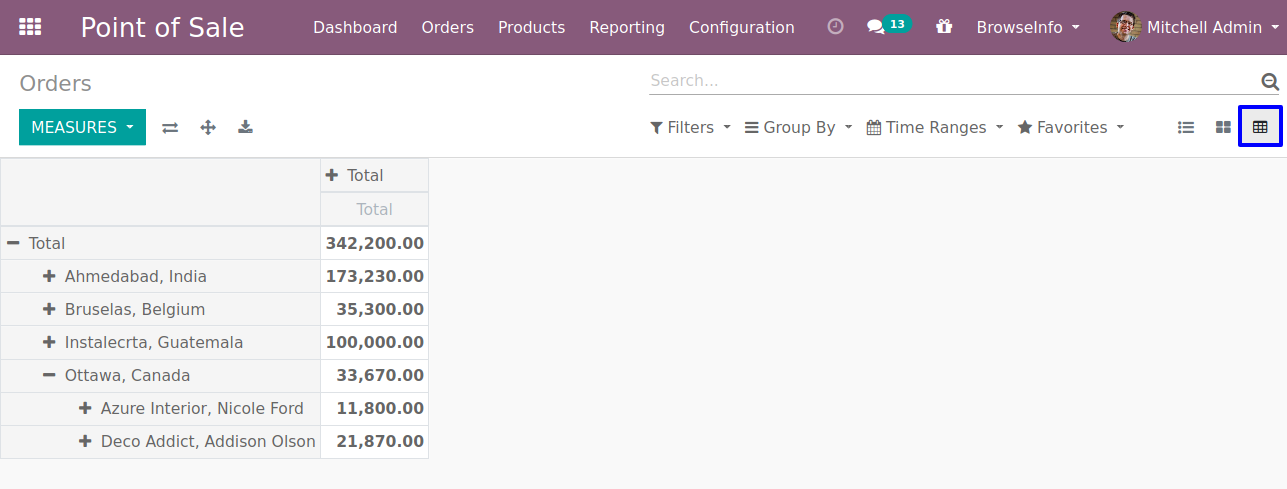 Point of Sale Dashboard Orders Products Reporting Configuration 13 BrowseInfo Mitchell Admin
Orders
Search...
MEASURES Filters Group By Time Ranges Favorites
Total
Total
Total 342,200.00
Ahmedabad, India 173,230.00
Bruselas, Belgium 35,300.00
Instalecrta, Guatemala 100,000.00
Ottawa, Canada 33,670.00
Azure Interior, Nicole Ford 11,800.00
Deco Addict, Addison Olson 21,870.00